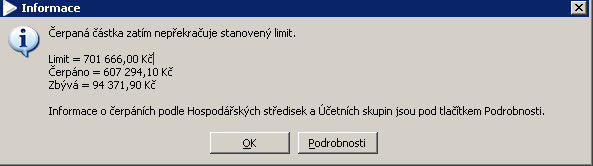 Informace
Čerpaná částka zatím nepřekračuje stanovený limit.
Limit = 701 666,00 Kč
Čerpáno = 607 294,10 Kč
Zbývá = 94 371,90 Kč
Informace o čerpáních podle Hospodářských středisek a Účetních skupin jsou pod tlačítkem Podrobnosti.
OK
Podrobnosti